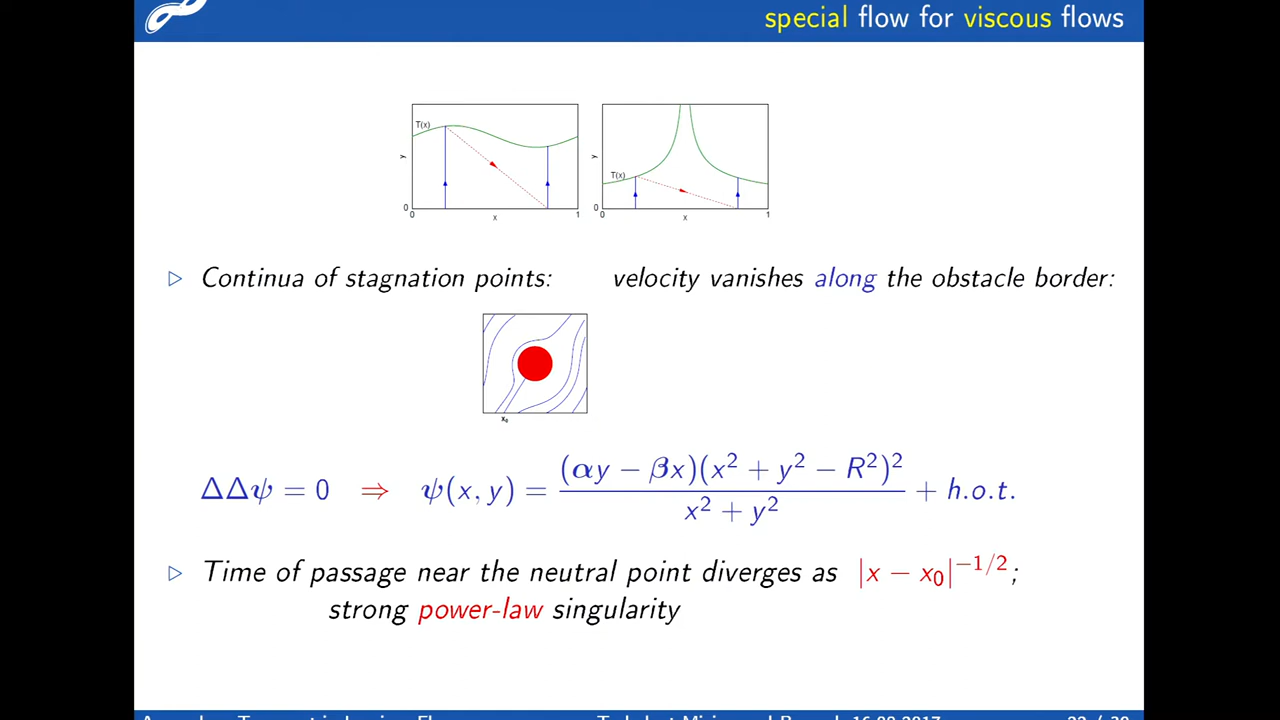 special flow for viscous flows
T(x)
y
0
0
x
1
T(x)
y
0
0
x
1
▷ Continua of stagnation points: velocity vanishes along the obstacle border:
x₀
ΔΔψ = 0 ⇒ ψ(x, y) = (αy − βx)(x² + y² − R²)² / (x² + y²) + h.o.t.
▷ Time of passage near the neutral point diverges as |x − x₀|^−1/2 ;
strong power-law singularity